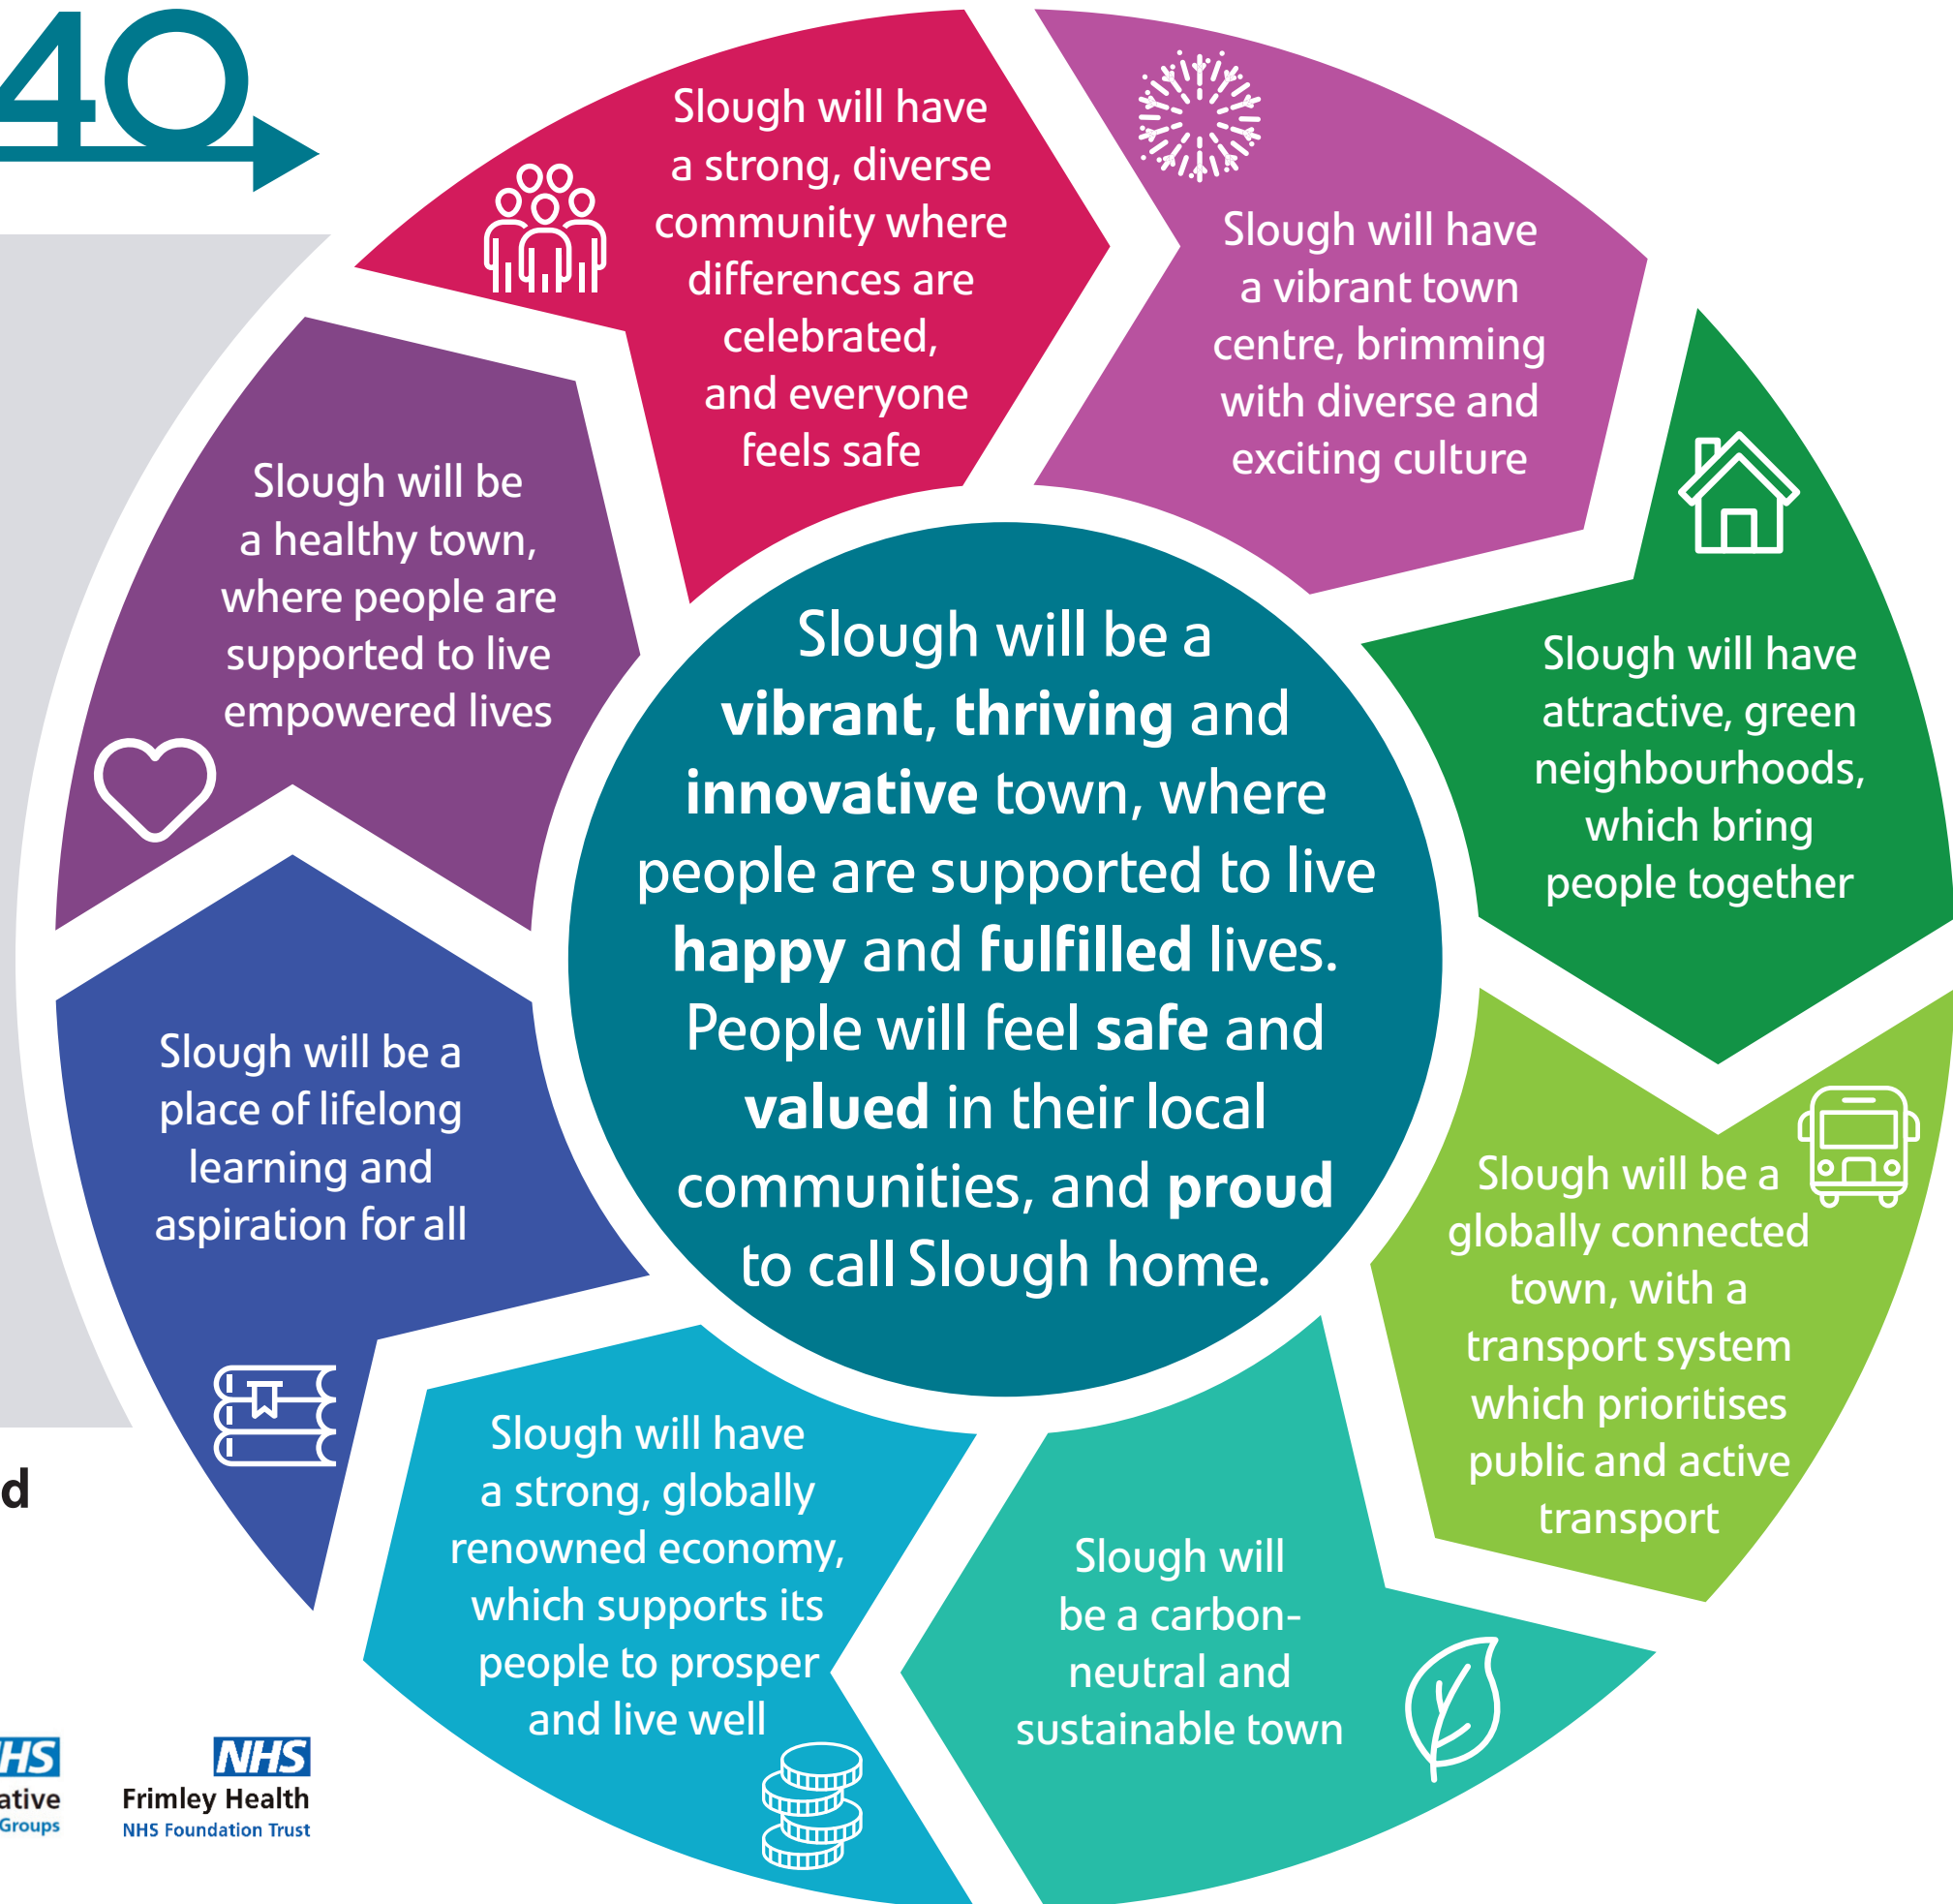 40
Slough will have
a strong, diverse
community where
differences are
celebrated,
and everyone
feels safe
Slough will have
a vibrant town
centre, brimming
with diverse and
exciting culture
Slough will have
attractive, green
neighbourhoods,
which bring
people together
Slough will be a
globally connected
town, with a
transport system
which prioritises
public and active
transport
Slough will
be a carbon-
neutral and
sustainable town
Slough will have
a strong, globally
renowned economy,
which supports its
people to prosper
and live well
Slough will be a
place of lifelong
learning and
aspiration for all
Slough will be
a healthy town,
where people are
supported to live
empowered lives
Slough will be a
vibrant, thriving and
innovative town, where
people are supported to live
happy and fulfilled lives.
People will feel safe and
valued in their local
communities, and proud
to call Slough home.
d
HS
ative
Groups
NHS
Frimley Health
NHS Foundation Trust